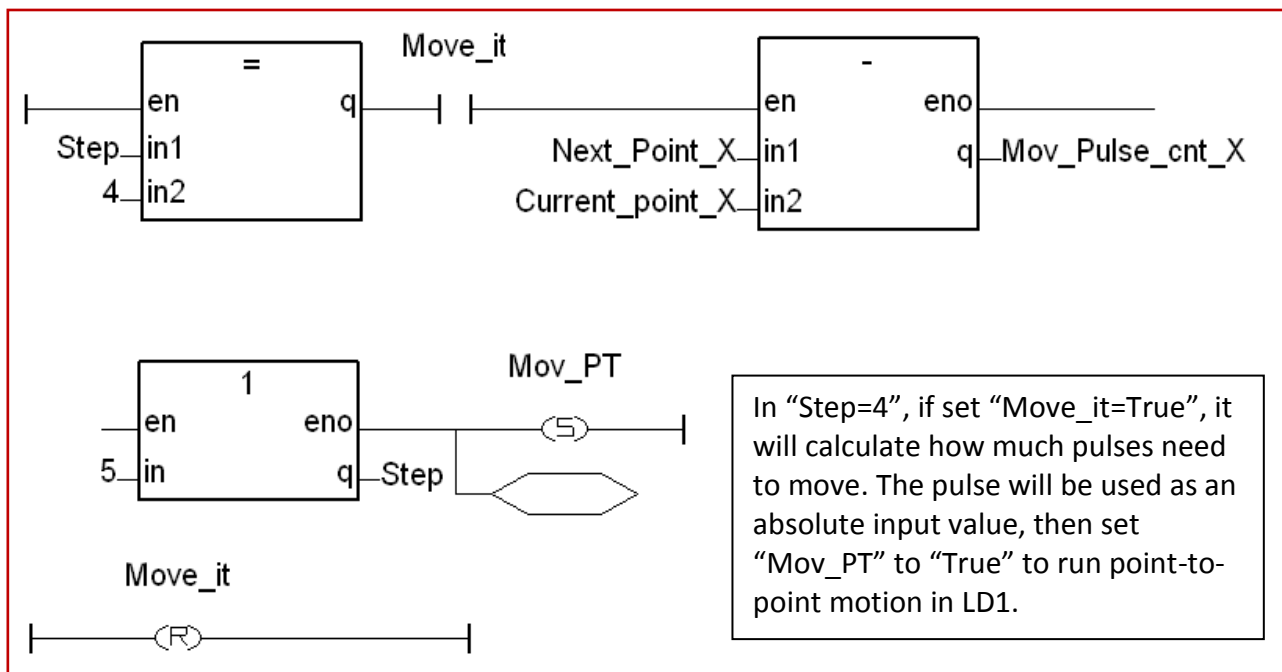 Move_it
=
-
en q
en eno
Step in1
Next_Point_X in1 q Mov_Pulse_cnt_X
4 in2
Current_point_X in2
Mov_PT
1
en eno
S
5 in q Step
In “Step=4”, if set “Move_it=True”, it
will calculate how much pulses need
to move. The pulse will be used as an
absolute input value, then set
“Mov_PT” to “True” to run point-to-
point motion in LD1.
Move_it
R